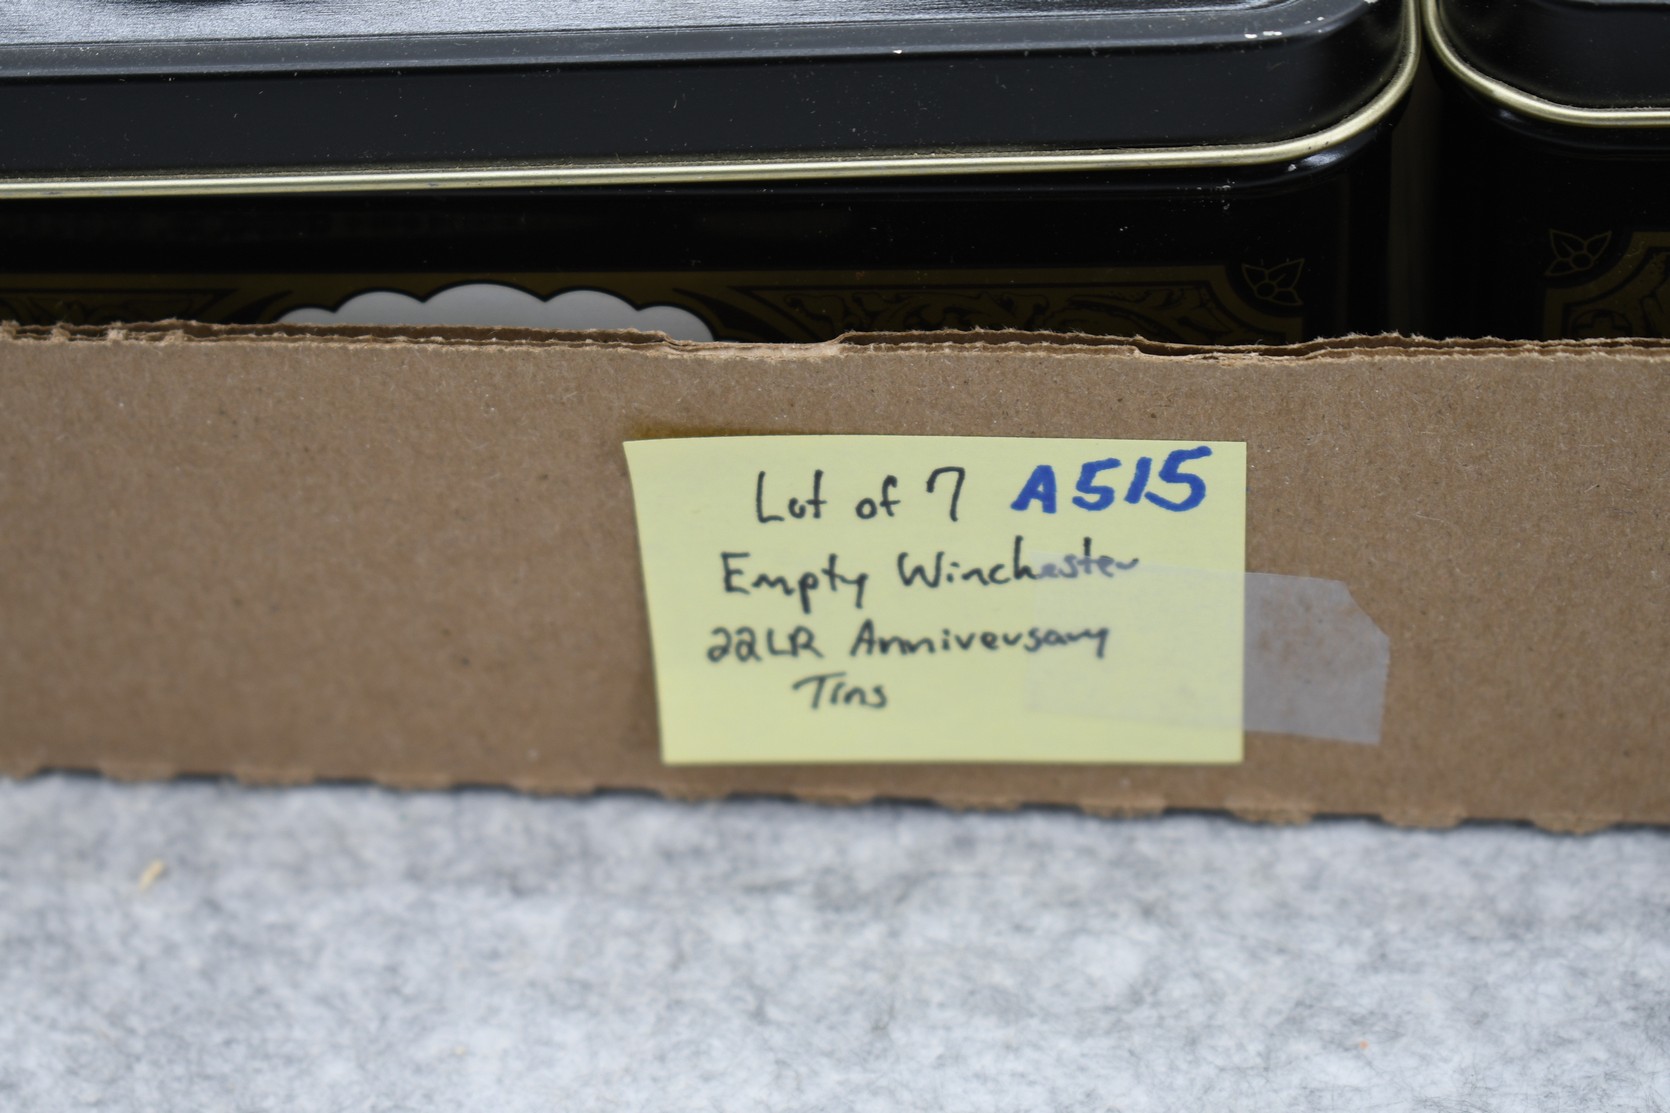 Lot of 7 A515
Empty Winchester
22LR Anniversary
Tins